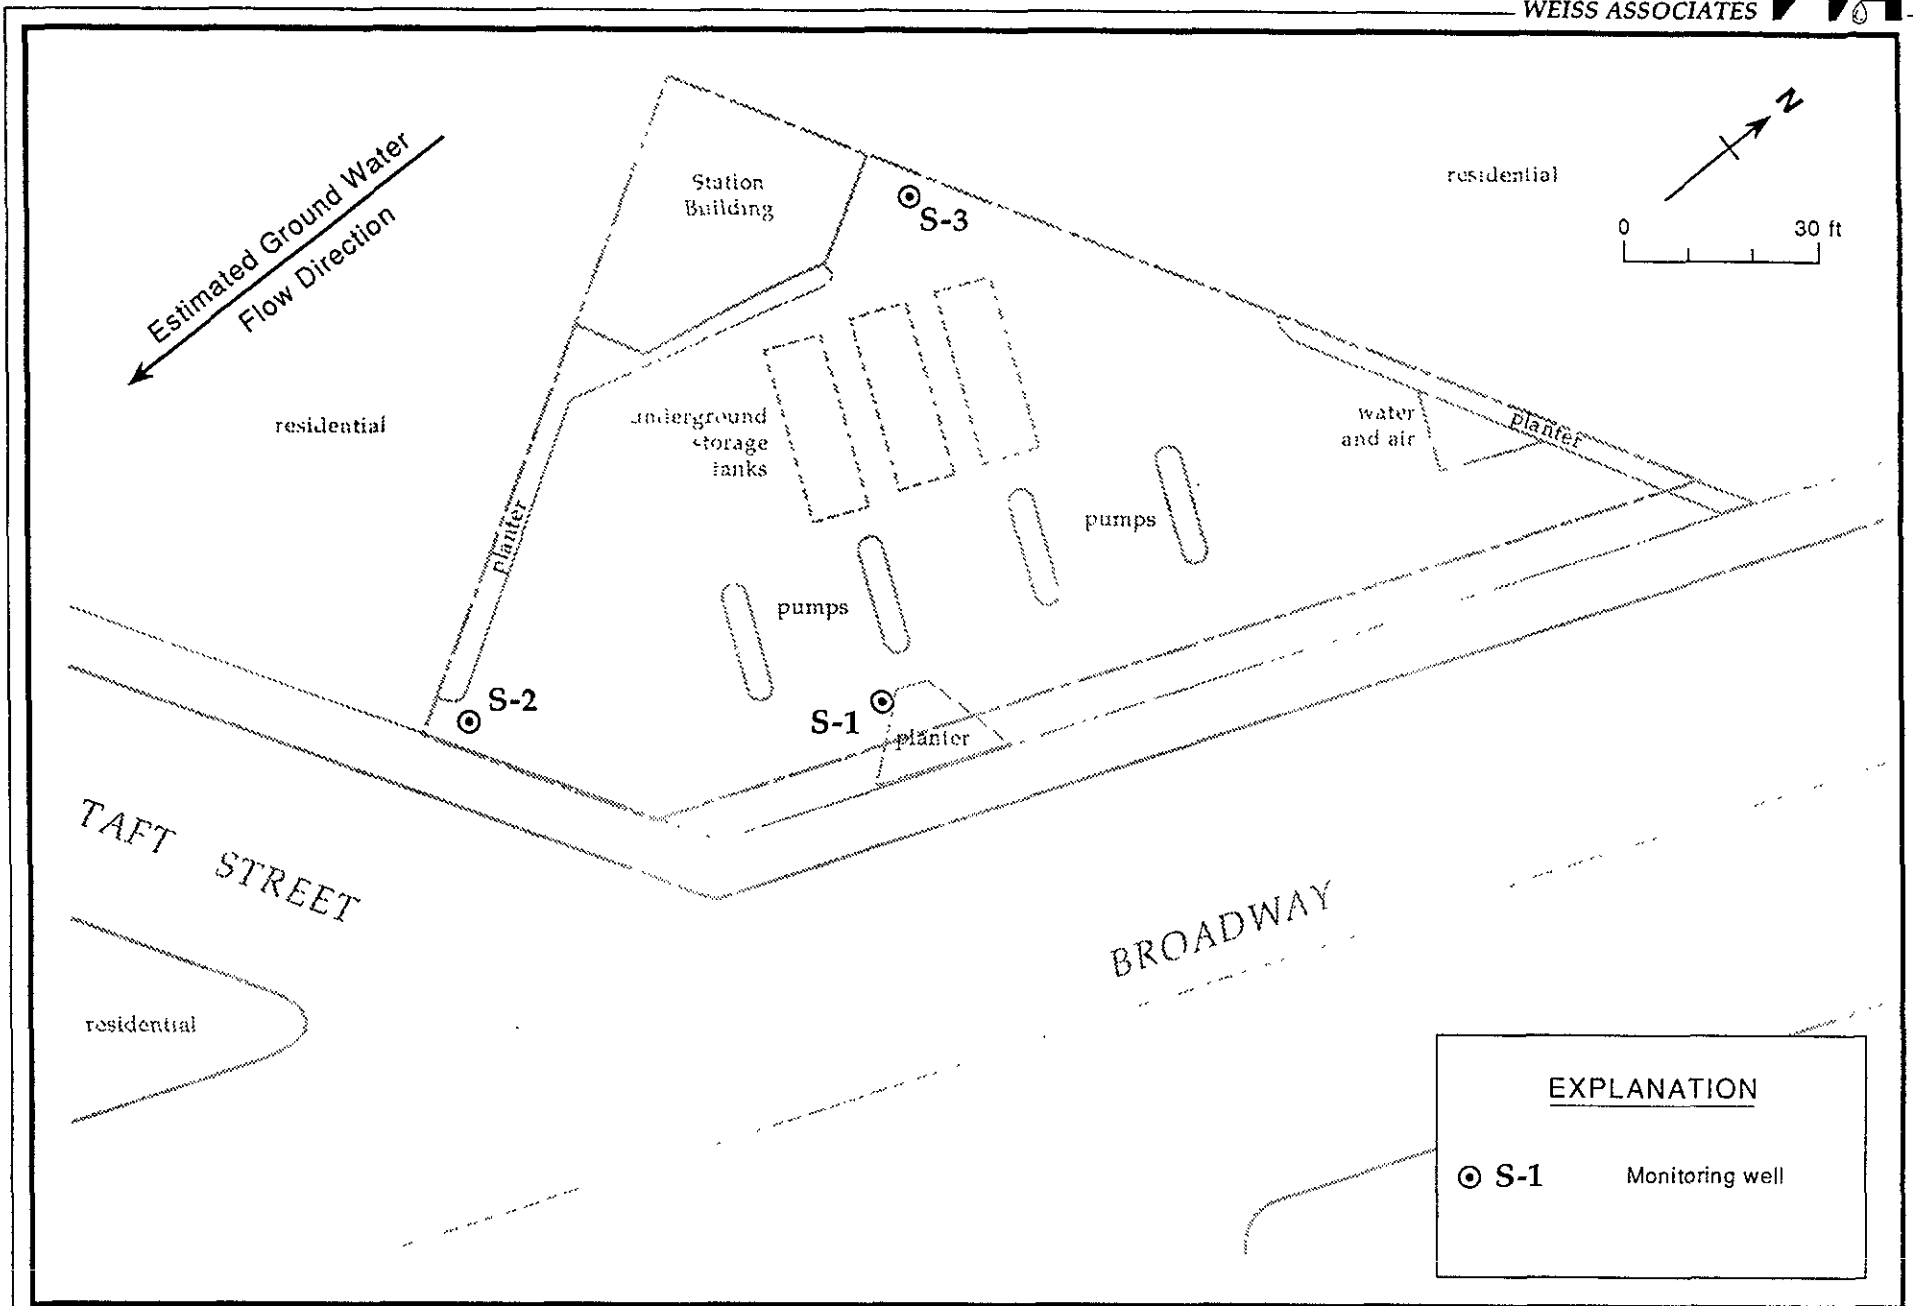 WEISS ASSOCIATES
N
Estimated Ground Water
Flow Direction
Station
Building
S-3
residential
0 30 ft
residential
underground
storage
tanks
water
and air
planter
pumps
planter
pumps
S-2
S-1
planter
TAFT STREET
BROADWAY
residential
EXPLANATION
S-1 Monitoring well